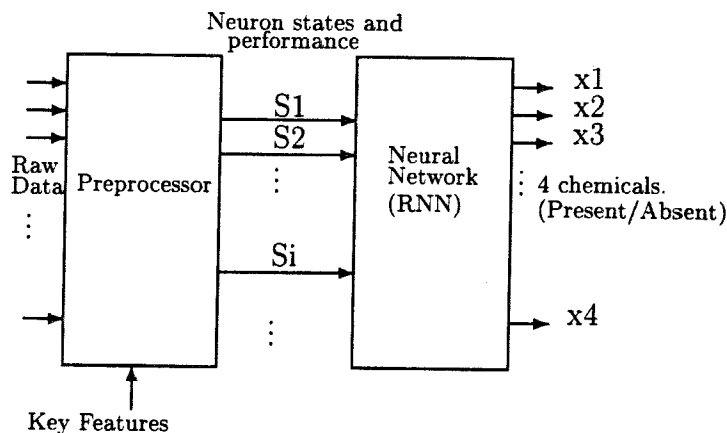 Neuron states and
performance
S1
S2
Si
Raw
Data
Preprocessor
Neural
Network
(RNN)
x1
x2
x3
4 chemicals.
(Present/Absent)
x4
Key Features